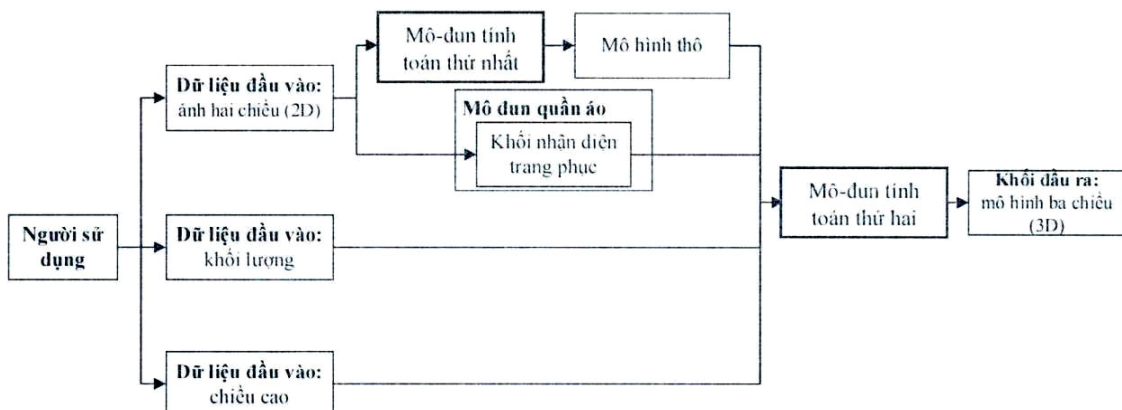 Mô-đun tính
toán thứ nhất
Mô hình thô
Dữ liệu đầu vào:
ảnh hai chiều (2D)
Mô đun quần áo
Khối nhận diện
trang phục
Mô-đun tính
toán thứ hai
Khối đầu ra:
mô hình ba chiều
(3D)
Người sử
dụng
Dữ liệu đầu vào:
khối lượng
Dữ liệu đầu vào:
chiều cao